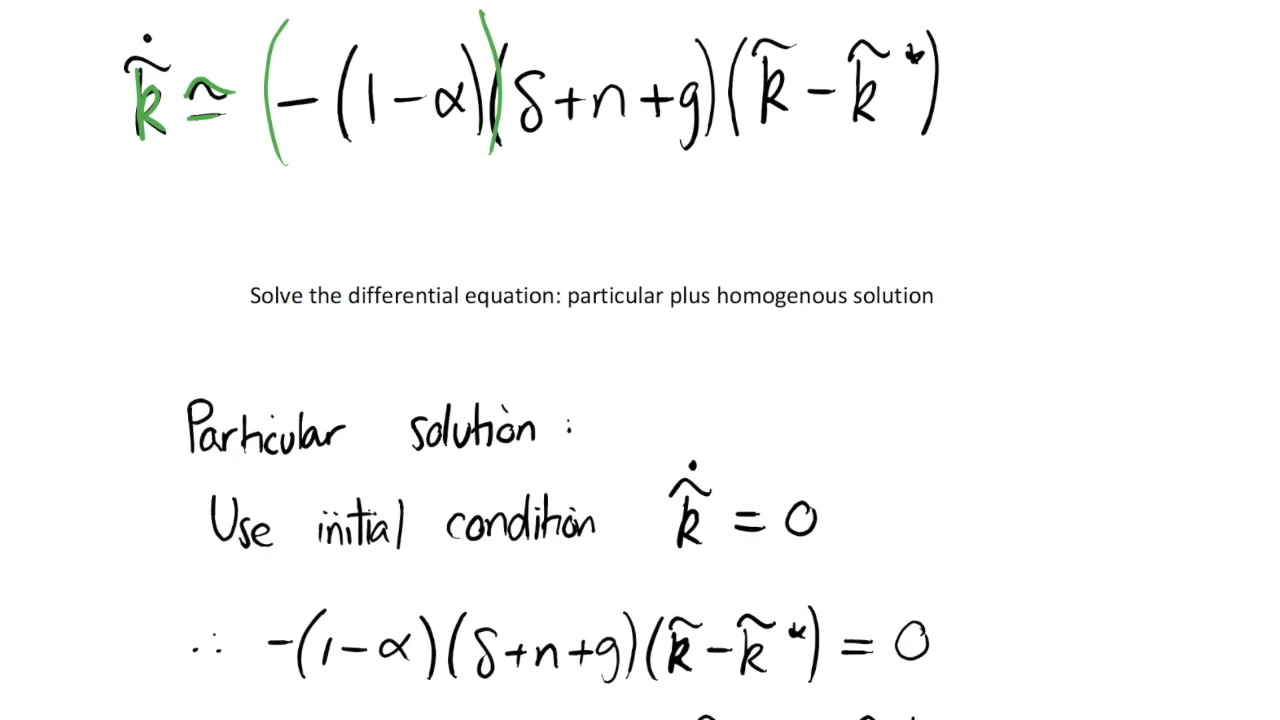 k̃̇ ≃ (-(1-α)(δ+n+g)(k̃ - k̃*)
Solve the differential equation: particular plus homogenous solution
Particular solution :
Use initial condition k̃̇ = 0
∴ -(1-α)(δ+n+g)(k̃-k̃*) = 0